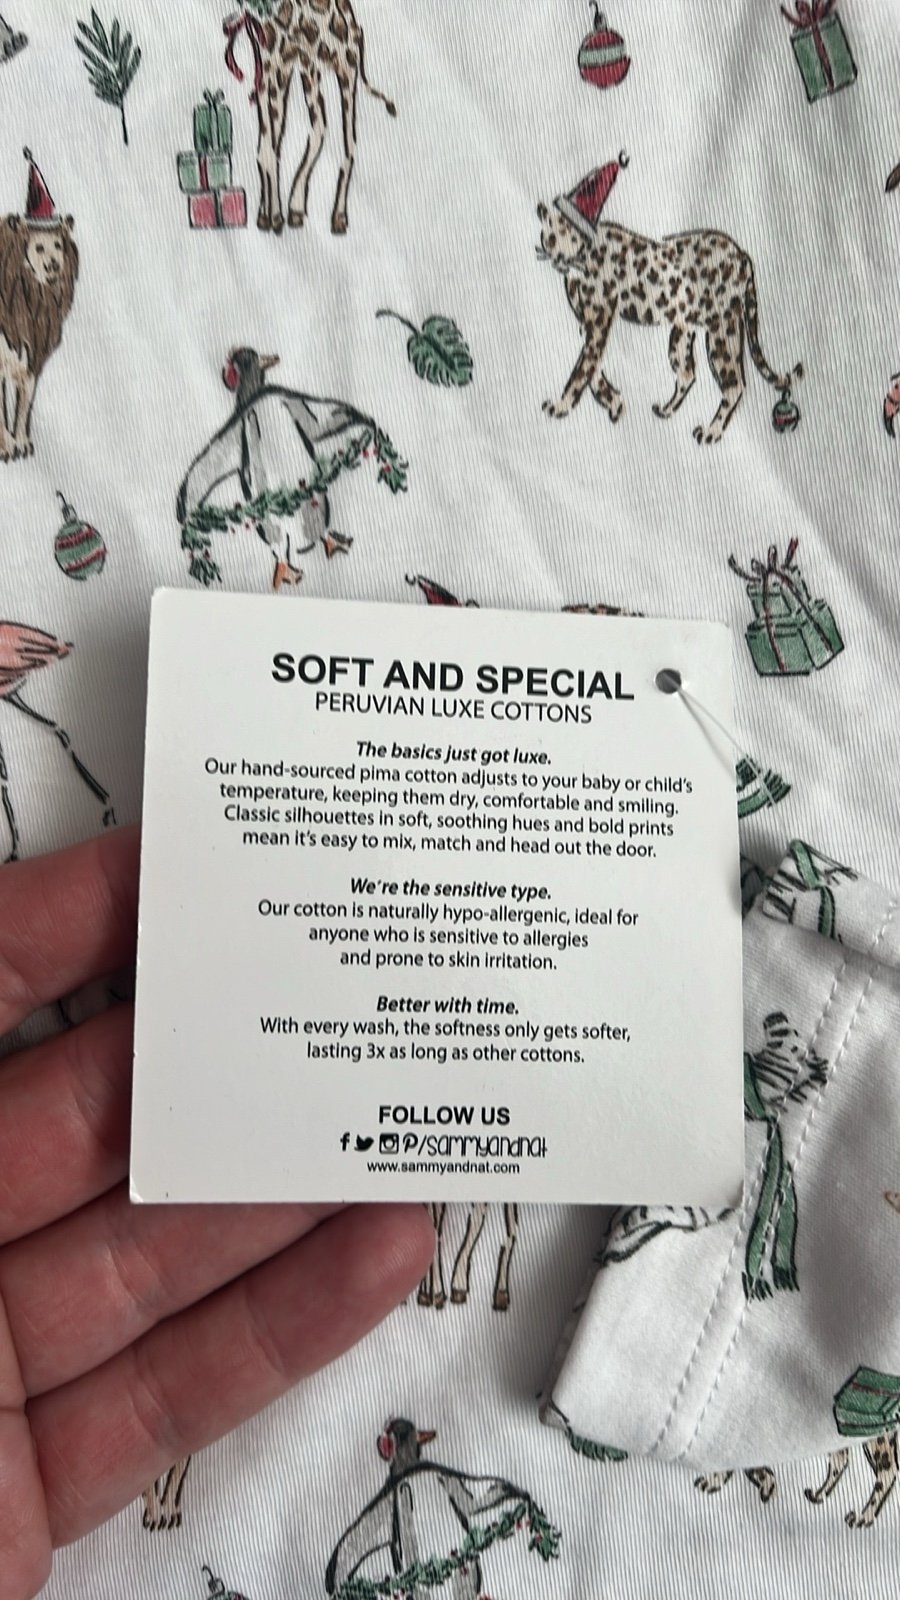 SOFT AND SPECIAL
PERUVIAN LUXE COTTONS
The basics just got luxe.
Our hand-sourced pima cotton adjusts to your baby or child's
temperature, keeping them dry, comfortable and smiling.
Classic silhouettes in soft, soothing hues and bold prints
mean it's easy to mix, match and head out the door.
We're the sensitive type.
Our cotton is naturally hypo-allergenic, ideal for
anyone who is sensitive to allergies
and prone to skin irritation.
Better with time.
With every wash, the softness only gets softer,
lasting 3x as long as other cottons.
FOLLOW US
/sammyandnat
www.sammyandnat.com